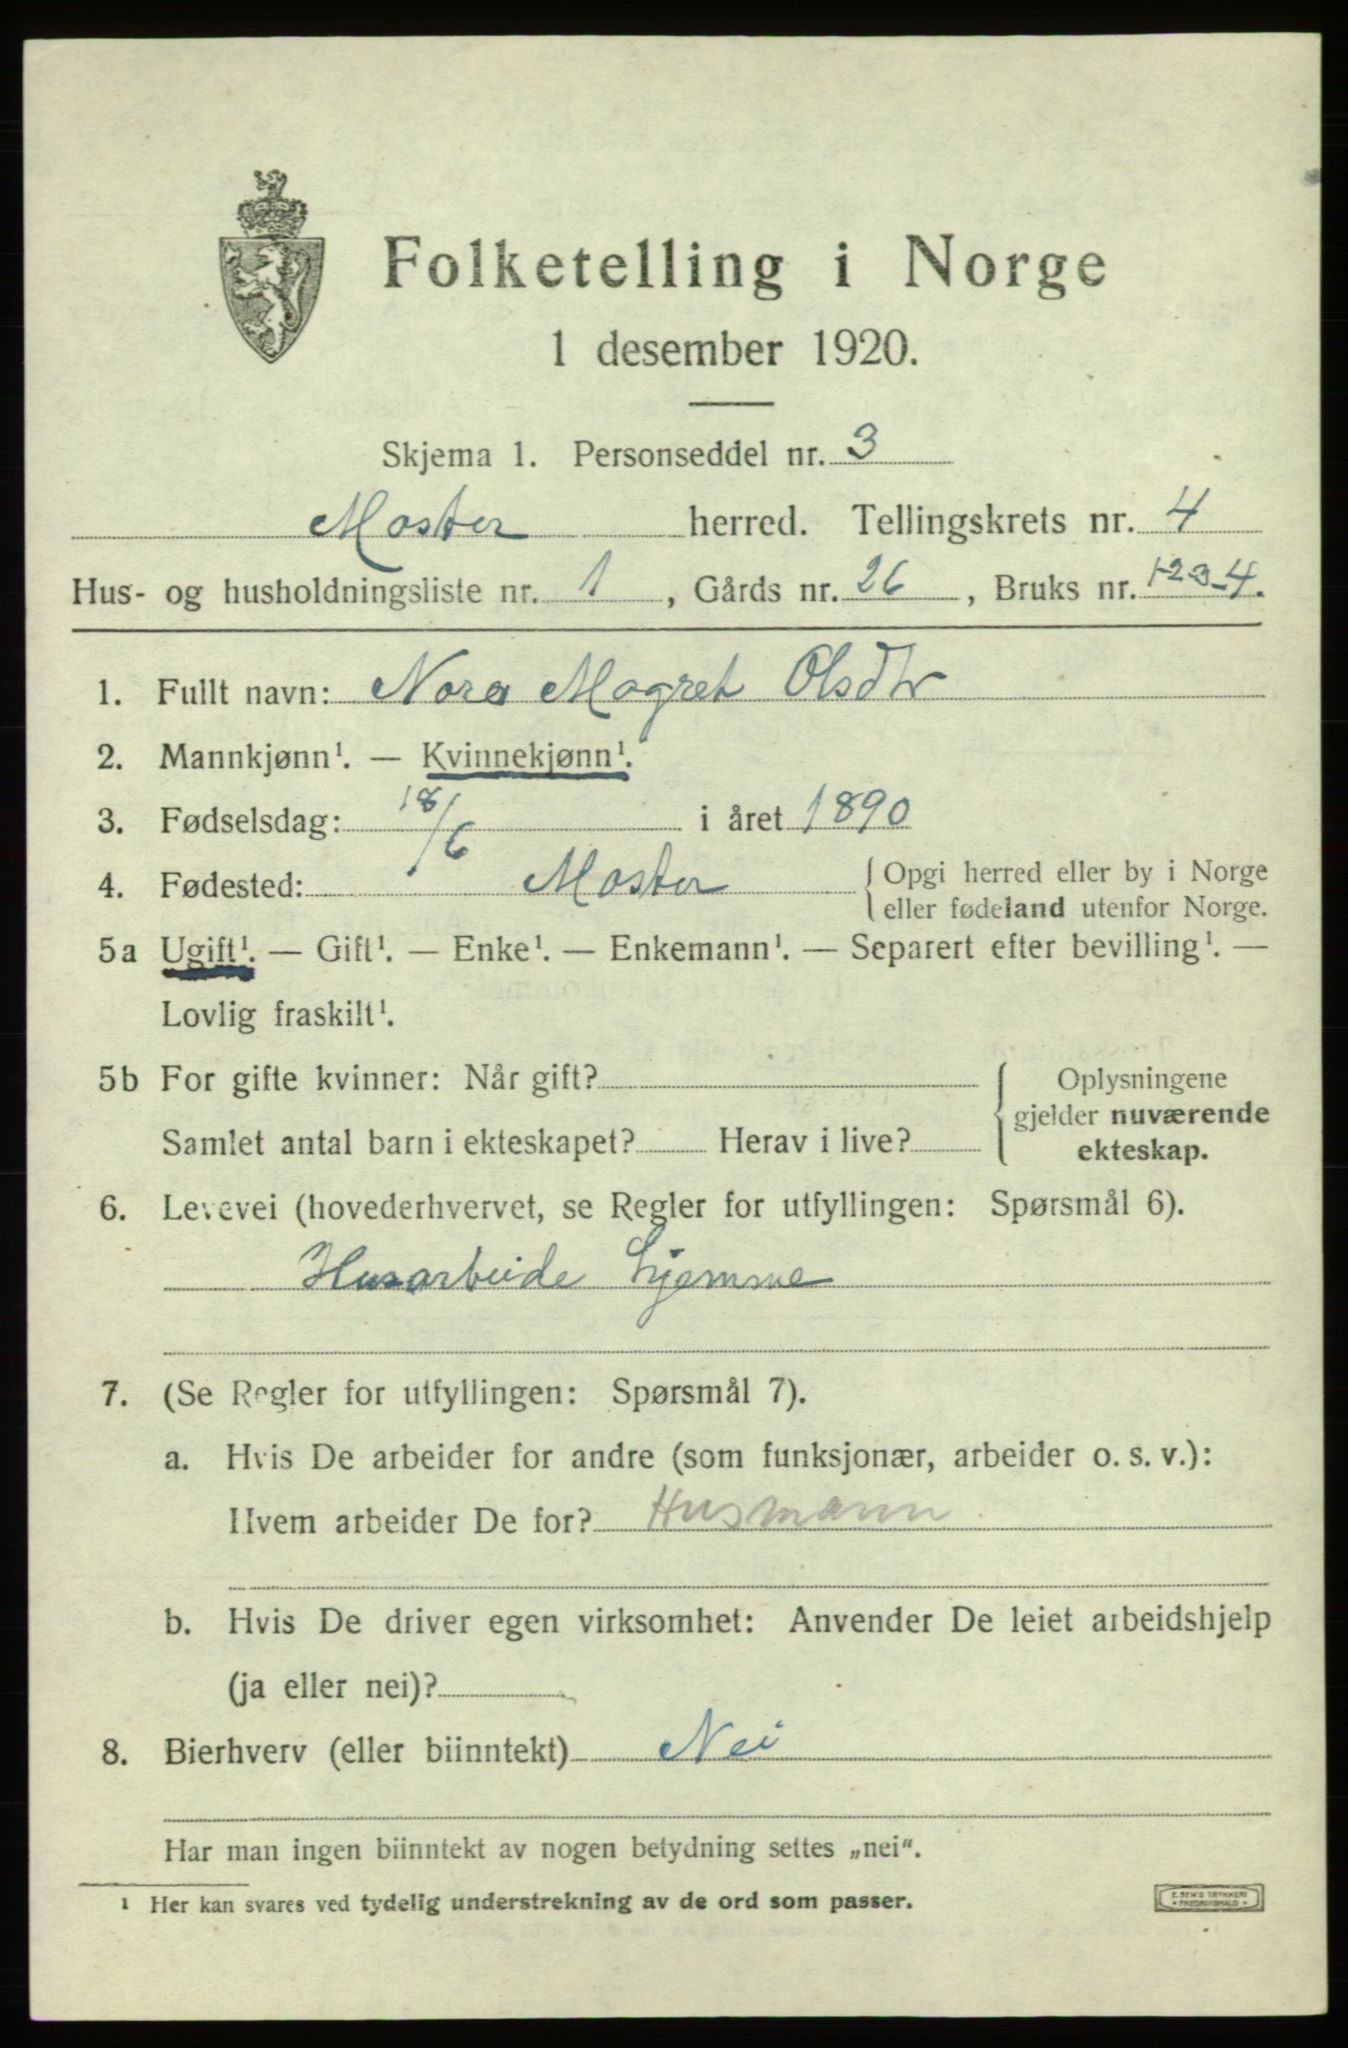 Folketelling i Norge
1 desember 1920.
Skjema 1. Personseddel nr. 3
Moster herred. Tellingskrets nr. 4
Hus- og husholdningsliste nr. 1, Gårds nr. 26, Bruks nr. 1-2-3-4.
1. Fullt navn: Nora Magret Olsdtr
2. Mannkjønn¹. — Kvinnekjønn¹.
3. Fødselsdag: 18/6 i året 1890
4. Fødested: Moster { Opgi herred eller by i Norge
eller fødeland utenfor Norge.
5a Ugift¹. — Gift¹. — Enke¹. — Enkemann¹. — Separert efter bevilling¹. —
Lovlig fraskilt¹.
5b For gifte kvinner: Når gift? { Oplysningene
gjelder nuværende
Samlet antal barn i ekteskapet? Herav i live? ekteskap.
6. Levevei (hovederhvervet, se Regler for utfyllingen: Spørsmål 6).
Husarbeide hjemme
7. (Se Regler for utfyllingen: Spørsmål 7).
a. Hvis De arbeider for andre (som funksjonær, arbeider o. s. v.):
Hvem arbeider De for? Husmann
b. Hvis De driver egen virksomhet: Anvender De leiet arbeidshjelp
(ja eller nei)?
8. Bierhverv (eller biinntekt) Nei
Har man ingen biinntekt av nogen betydning settes „nei“.
¹ Her kan svares ved tydelig understrekning av de ord som passer.
E. SEM'S TRYKKERI
• FREDRIKSHALD •